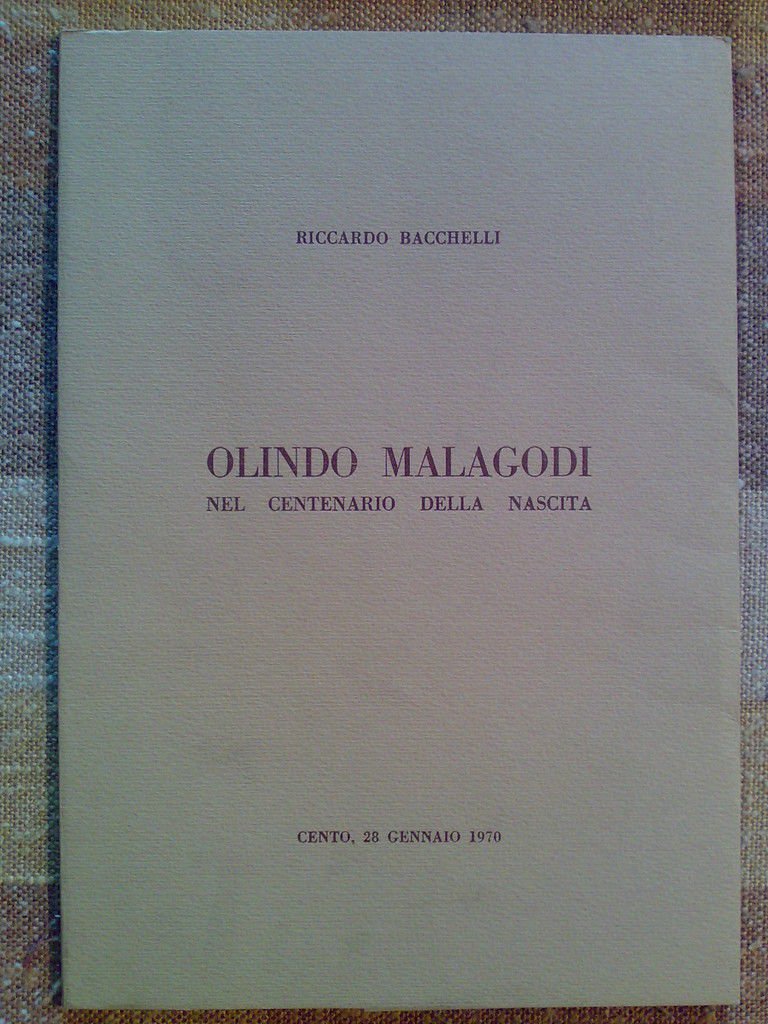 RICCARDO BACCHELLI
OLINDO MALAGODI
NEL CENTENARIO DELLA NASCITA
CENTO, 28 GENNAIO 1970